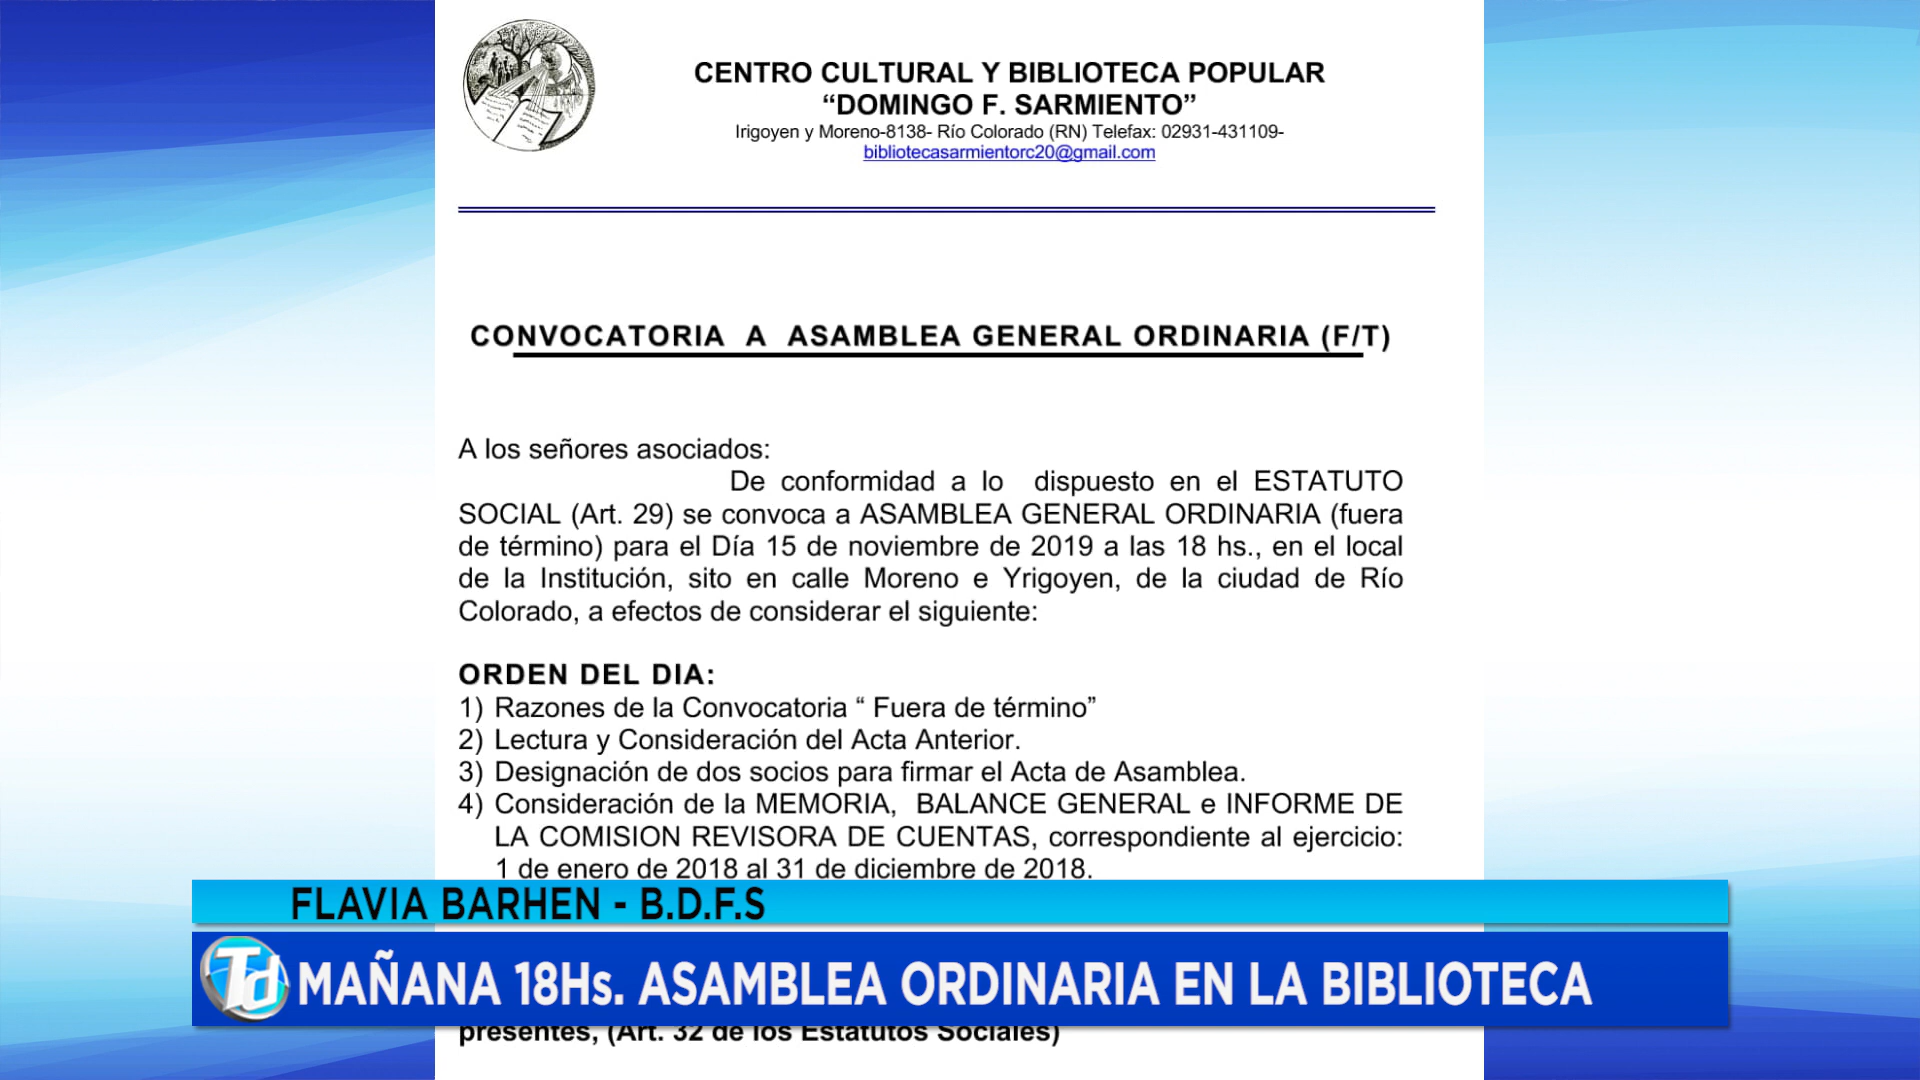 CENTRO CULTURAL Y BIBLIOTECA POPULAR
“DOMINGO F. SARMIENTO”
Irigoyen y Moreno-8138- Río Colorado (RN) Telefax: 02931-431109-
bibliotecasarmientorc20@gmail.com
CONVOCATORIA A ASAMBLEA GENERAL ORDINARIA (F/T)
A los señores asociados:
De conformidad a lo dispuesto en el ESTATUTO
SOCIAL (Art. 29) se convoca a ASAMBLEA GENERAL ORDINARIA (fuera
de término) para el Día 15 de noviembre de 2019 a las 18 hs., en el local
de la Institución, sito en calle Moreno e Yrigoyen, de la ciudad de Río
Colorado, a efectos de considerar el siguiente:
ORDEN DEL DIA:
1) Razones de la Convocatoria “ Fuera de término”
2) Lectura y Consideración del Acta Anterior.
3) Designación de dos socios para firmar el Acta de Asamblea.
4) Consideración de la MEMORIA, BALANCE GENERAL e INFORME DE
LA COMISION REVISORA DE CUENTAS, correspondiente al ejercicio:
1 de enero de 2018 al 31 de diciembre de 2018.
FLAVIA BARHEN - B.D.F.S
Td MAÑANA 18Hs. ASAMBLEA ORDINARIA EN LA BIBLIOTECA
presentes, (Art. 32 de los Estatutos Sociales)